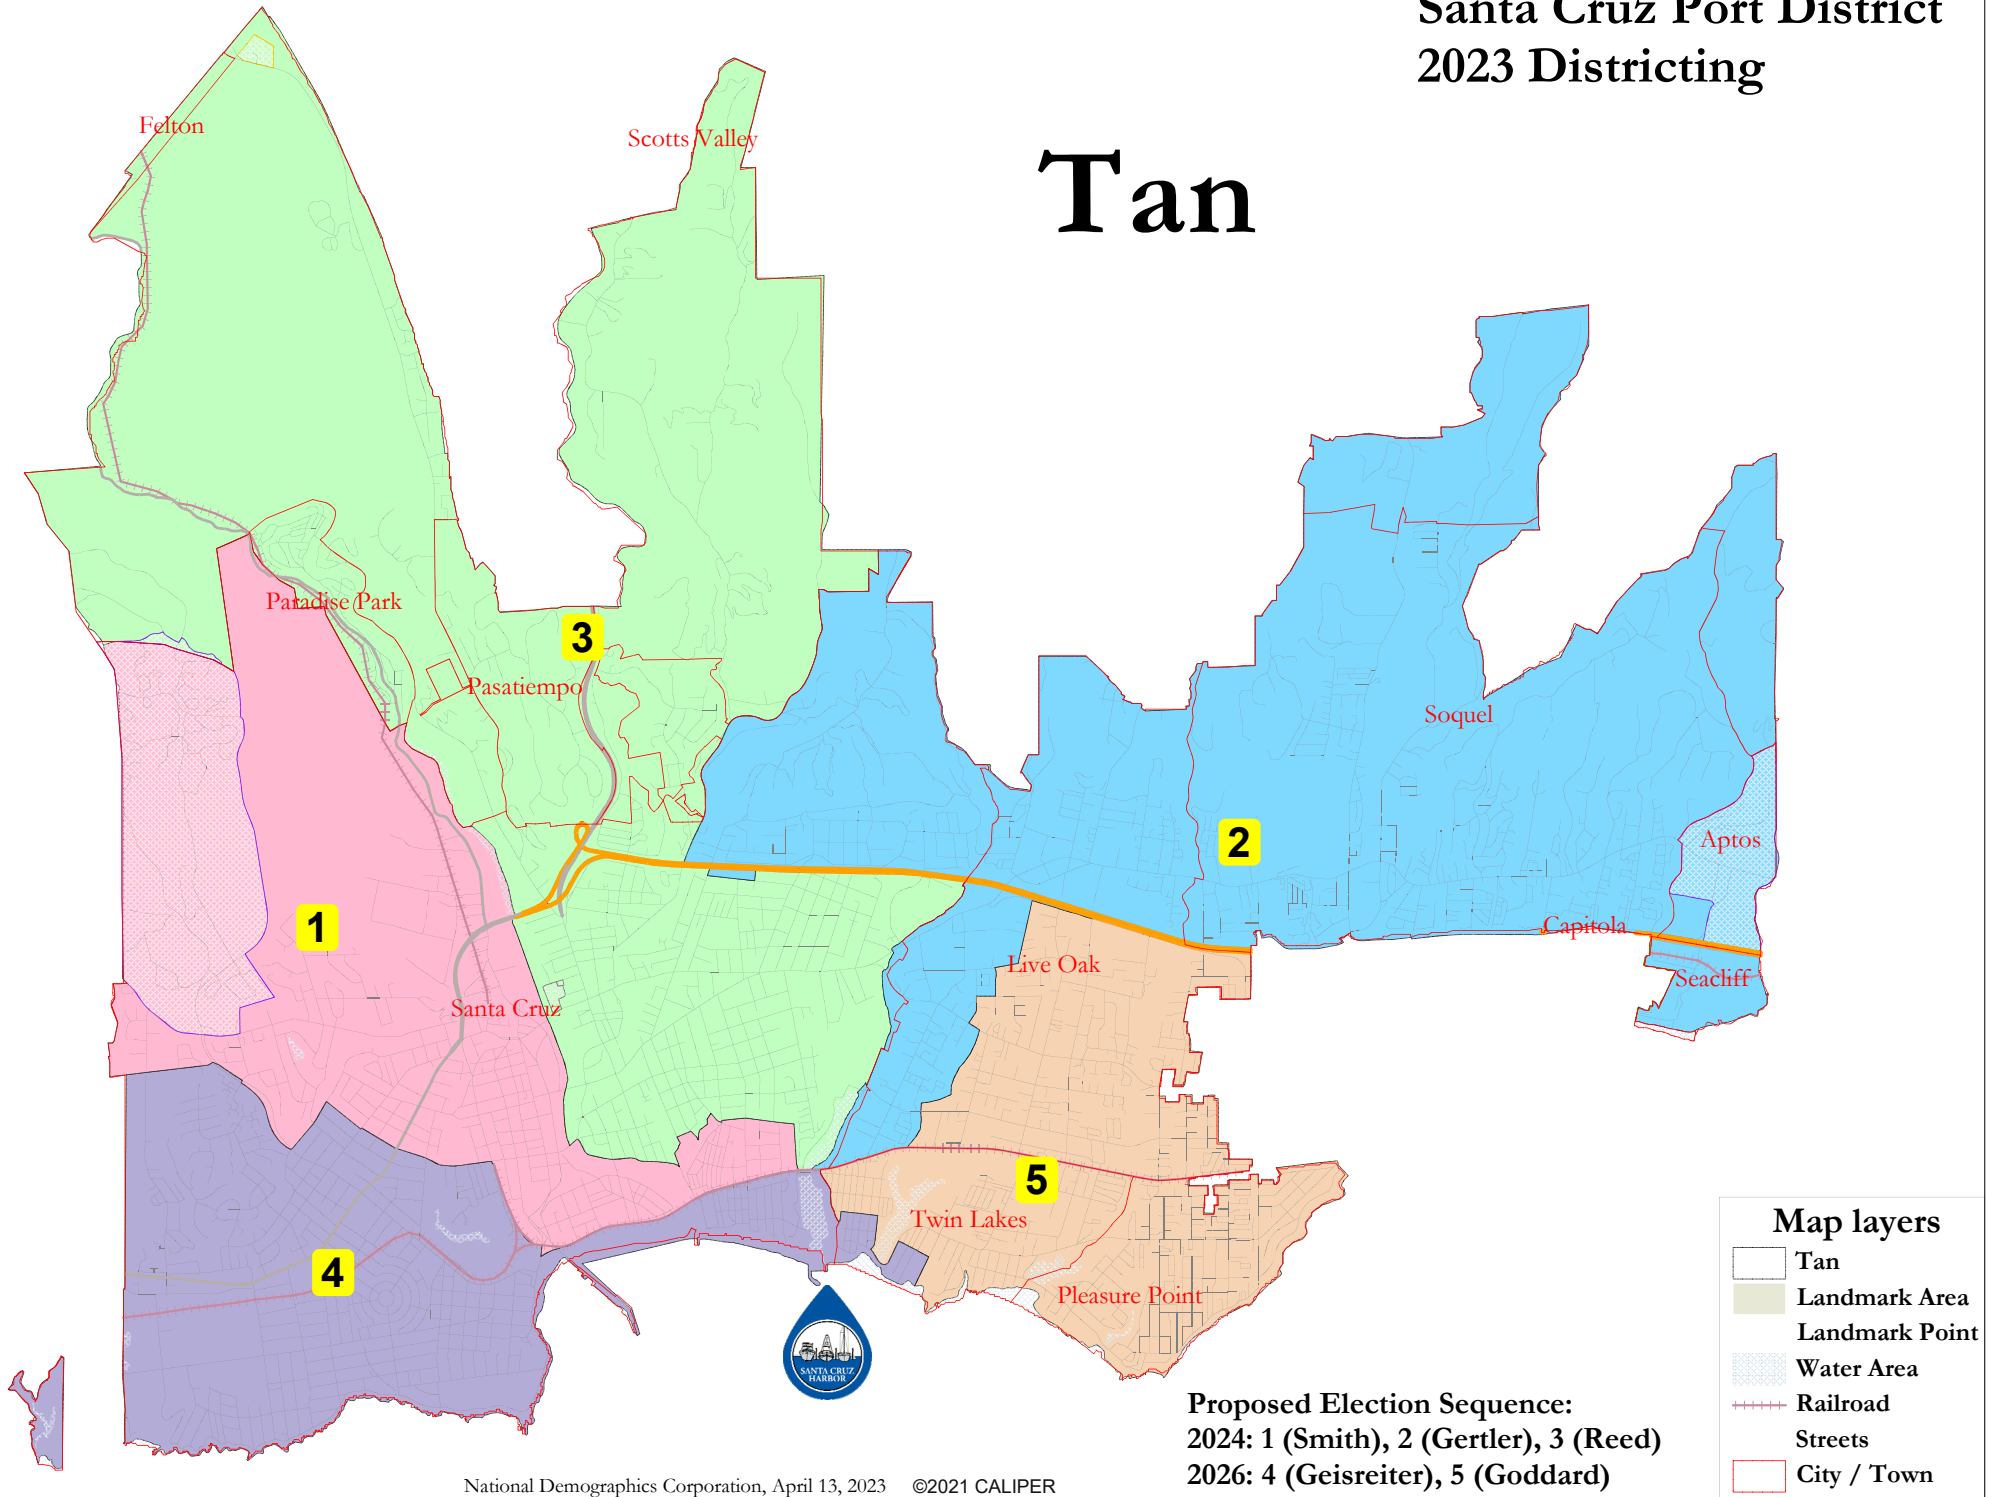 Santa Cruz Port District
2023 Districting
Tan
Felton
Scotts Valley
Paradise Park
3
Pasatiempo
Soquel
2
Aptos
1
Capitola
Live Oak
Seacliff
Santa Cruz
5
Twin Lakes
4
Pleasure Point
SANTA CRUZ
HARBOR
Map layers
Tan
Landmark Area
Landmark Point
Water Area
Railroad
Streets
City / Town
Proposed Election Sequence:
2024: 1 (Smith), 2 (Gertler), 3 (Reed)
2026: 4 (Geisreiter), 5 (Goddard)
National Demographics Corporation, April 13, 2023 ©2021 CALIPER